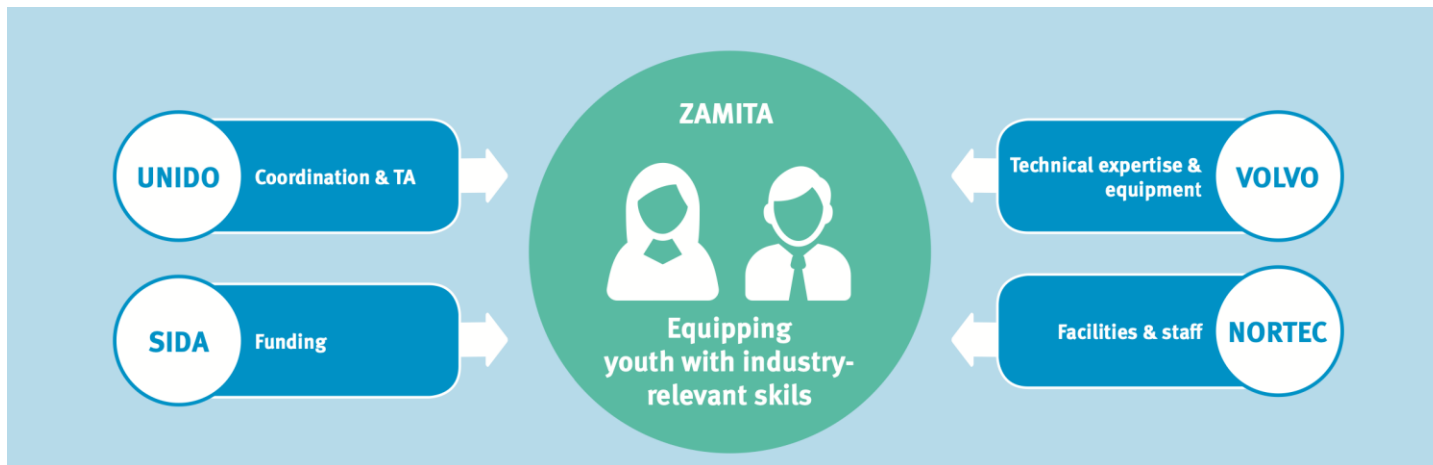 ZAMITA
UNIDO
Coordination & TA
SIDA
Funding
Equipping
youth with industry-
relevant skils
Technical expertise &
equipment
VOLVO
Facilities & staff
NORTEC